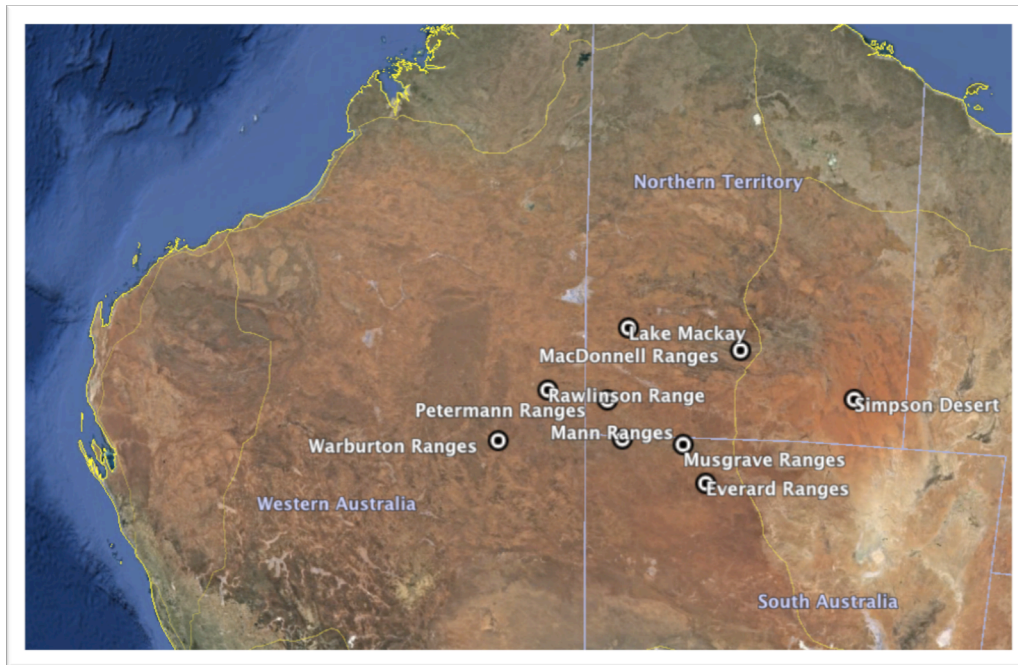 Northern Territory
Lake Mackay
MacDonnell Ranges
Rawlinson Range
Petermann Ranges
Simpson Desert
Mann Ranges
Warburton Ranges
Musgrave Ranges
Everard Ranges
Western Australia
South Australia